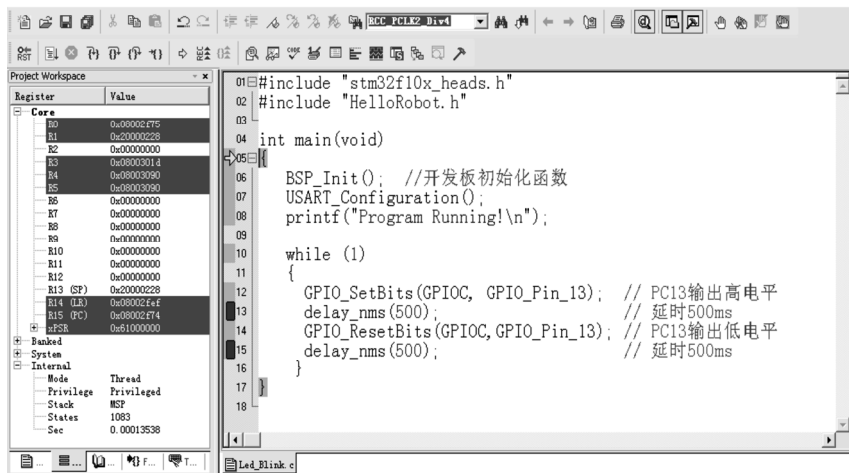 RCC_PCLK2_Div4
RST
Project Workspace
Register Value
Core
R0 0x00002f75
R1 0x20000228
R2 0x00000000
R3 0x0800301d
R4 0x08003090
R5 0x08003090
R6 0x00000000
R7 0x00000000
R8 0x00000000
R9 0x00000000
R10 0x00000000
R11 0x00000000
R12 0x00000000
R13 (SP) 0x20000228
R14 (LR) 0x08002fef
R15 (PC) 0x08002f74
xPSR 0x61000000
Banked
System
Internal
Mode Thread
Privilege Privileged
Stack MSP
States 1083
Sec 0.00013538
F...
T...
01 #include "stm32f10x_heads.h"
02 #include "HelloRobot.h"
03
04 int main(void)
05 {
06 BSP_Init(); //开发板初始化函数
07 USART_Configuration();
08 printf("Program Running!\n");
09
10 while (1)
11 {
12 GPIO_SetBits(GPIOC, GPIO_Pin_13); // PC13输出高电平
13 delay_nms(500); // 延时500ms
14 GPIO_ResetBits(GPIOC,GPIO_Pin_13); // PC13输出低电平
15 delay_nms(500); // 延时500ms
16 }
17 }
18
Led_Blink.c